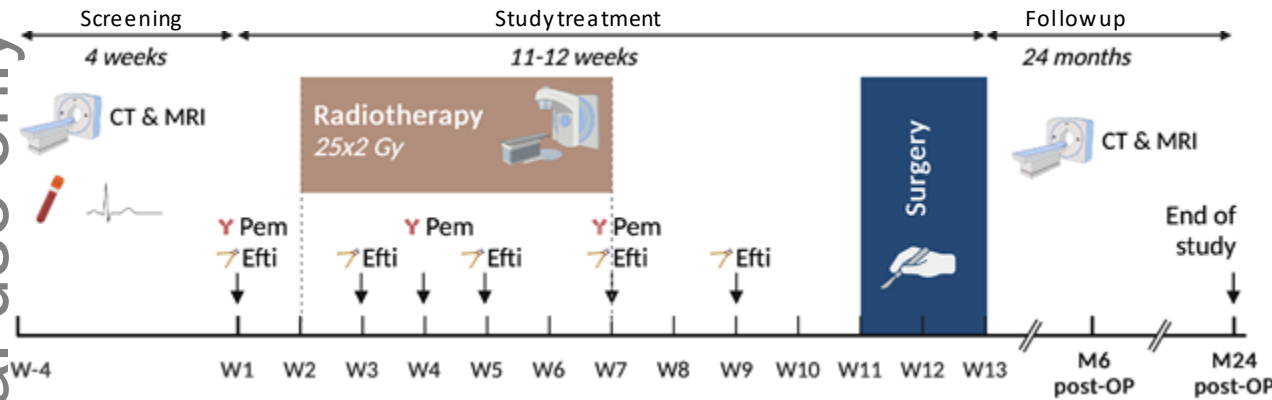 Screening
Study treatment
Follow up
4 weeks
11-12 weeks
24 months
CT & MRI
Radiotherapy
25x2 Gy
Surgery
CT & MRI
Pem
Efti
Efti
Pem
Efti
Pem
Efti
Efti
End of
study
W-4
W1
W2
W3
W4
W5
W6
W7
W8
W9
W10
W11
W12
W13
M6
post-OP
M24
post-OP